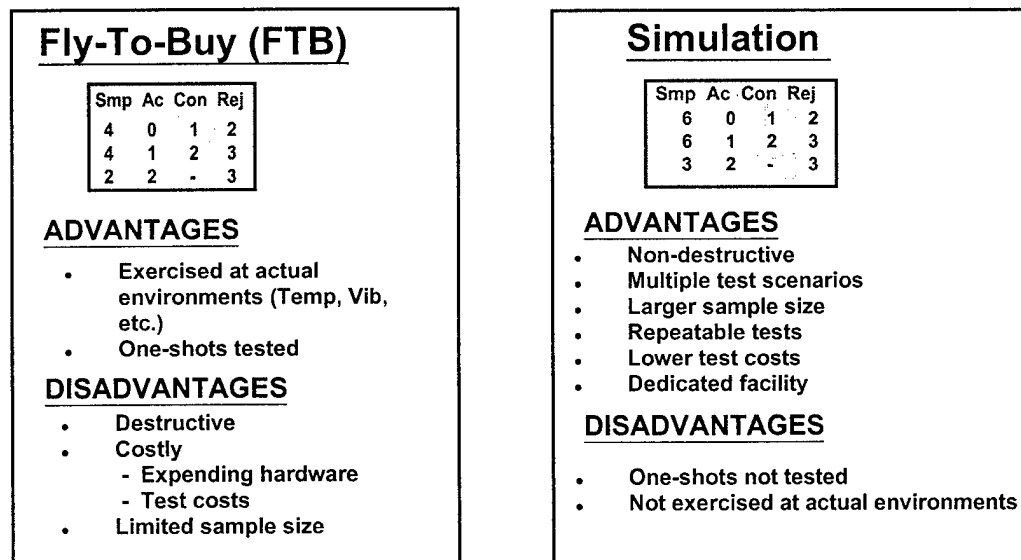 Fly-To-Buy (FTB)
Smp Ac Con Rej
4 0 1 2
4 1 2 3
2 2 - 3
ADVANTAGES
• Exercised at actual
environments (Temp, Vib,
etc.)
• One-shots tested
DISADVANTAGES
• Destructive
• Costly
- Expending hardware
- Test costs
• Limited sample size
Simulation
Smp Ac Con Rej
6 0 1 2
6 1 2 3
3 2 - 3
ADVANTAGES
• Non-destructive
• Multiple test scenarios
• Larger sample size
• Repeatable tests
• Lower test costs
• Dedicated facility
DISADVANTAGES
• One-shots not tested
• Not exercised at actual environments